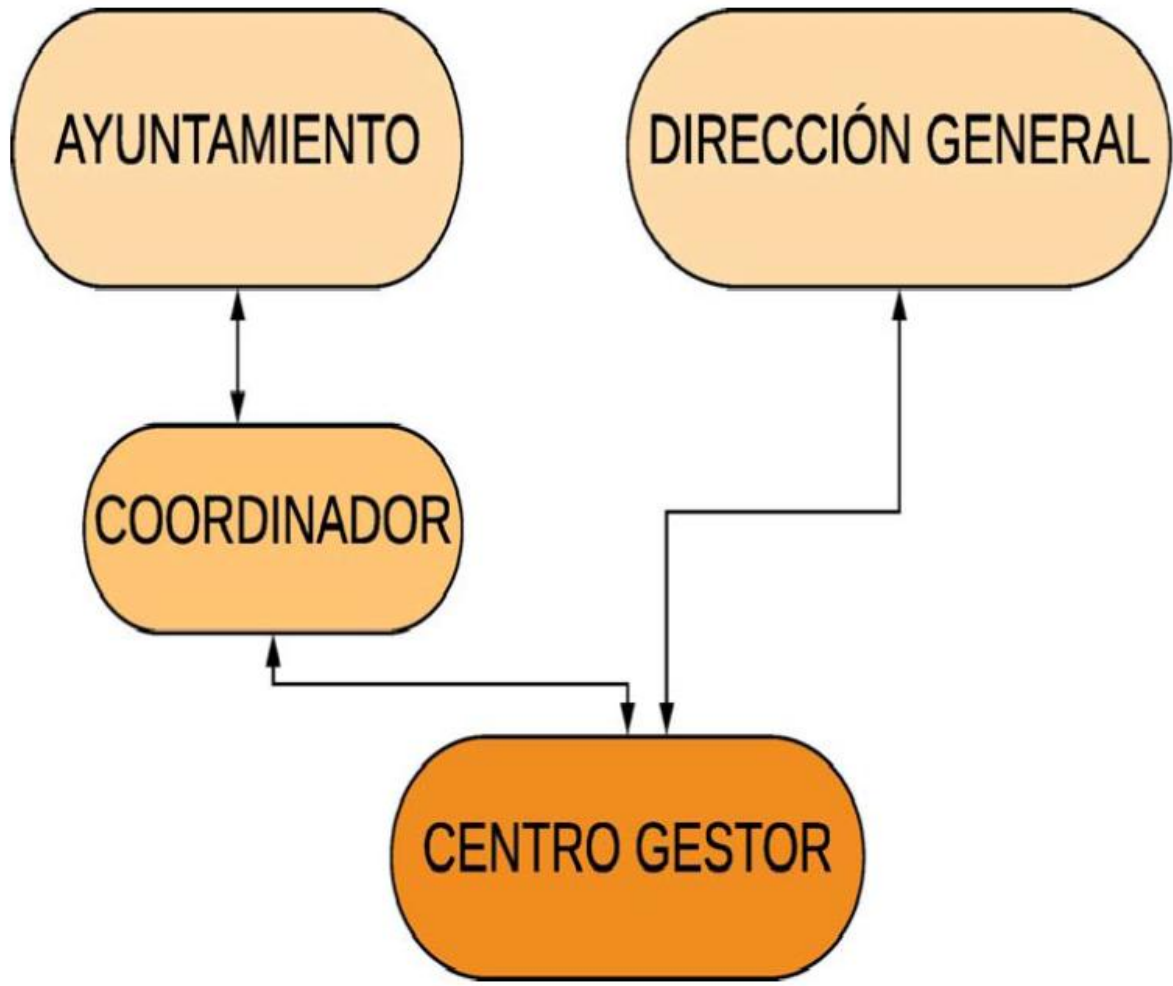 AYUNTAMIENTO
DIRECCIÓN GENERAL
COORDINADOR
CENTRO GESTOR